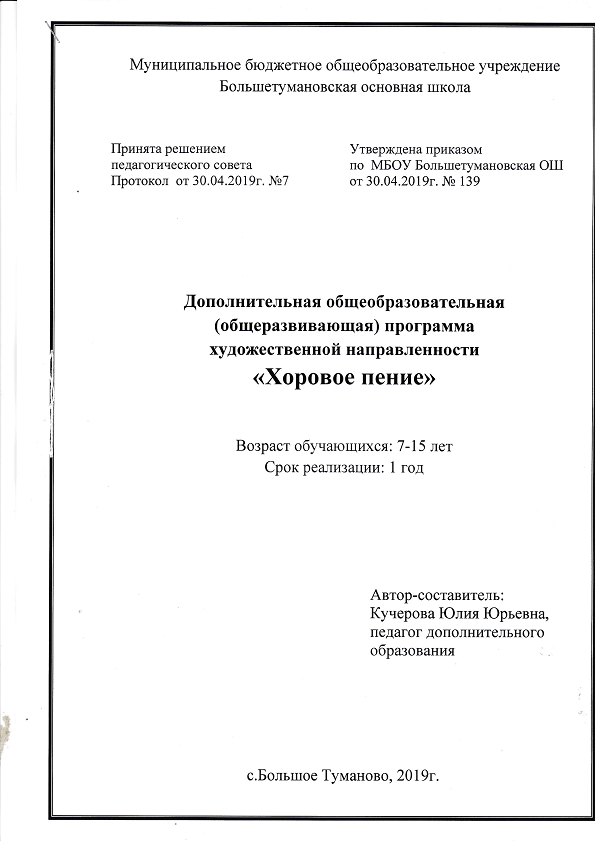 Муниципальное бюджетное общеобразовательное учреждение
Большетумановская основная школа
Принята решением
педагогического совета
Протокол от 30.04.2019г. №7
Утверждена приказом
по МБОУ Большетумановская ОШ
от 30.04.2019г. № 139
Дополнительная общеобразовательная
(общеразвивающая) программа
художественной направленности
«Хоровое пение»
Возраст обучающихся: 7-15 лет
Срок реализации: 1 год
Автор-составитель:
Кучерова Юлия Юрьевна,
педагог дополнительного
образования
с.Большое Туманово, 2019г.